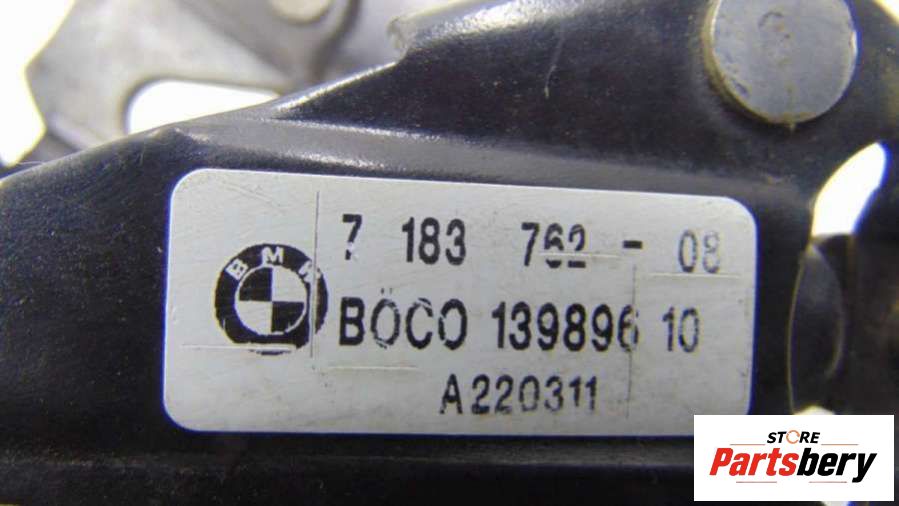 7 183 762 - 08
BMW
BÖCO 139896 10
A220311
STORE
Partsbery